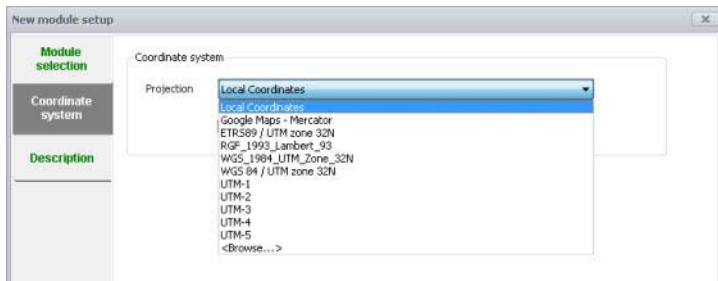 New module setup
x
Module
selection
Coordinate
system
Description
Coordinate system
Projection
Local Coordinates
Local Coordinates
Google Maps - Mercator
ETRS89 / UTM zone 32N
RGF_1993_Lambert_93
WGS_1984_UTM_Zone_32N
WGS 84 / UTM zone 32N
UTM-1
UTM-2
UTM-3
UTM-4
UTM-5
<Browse...>